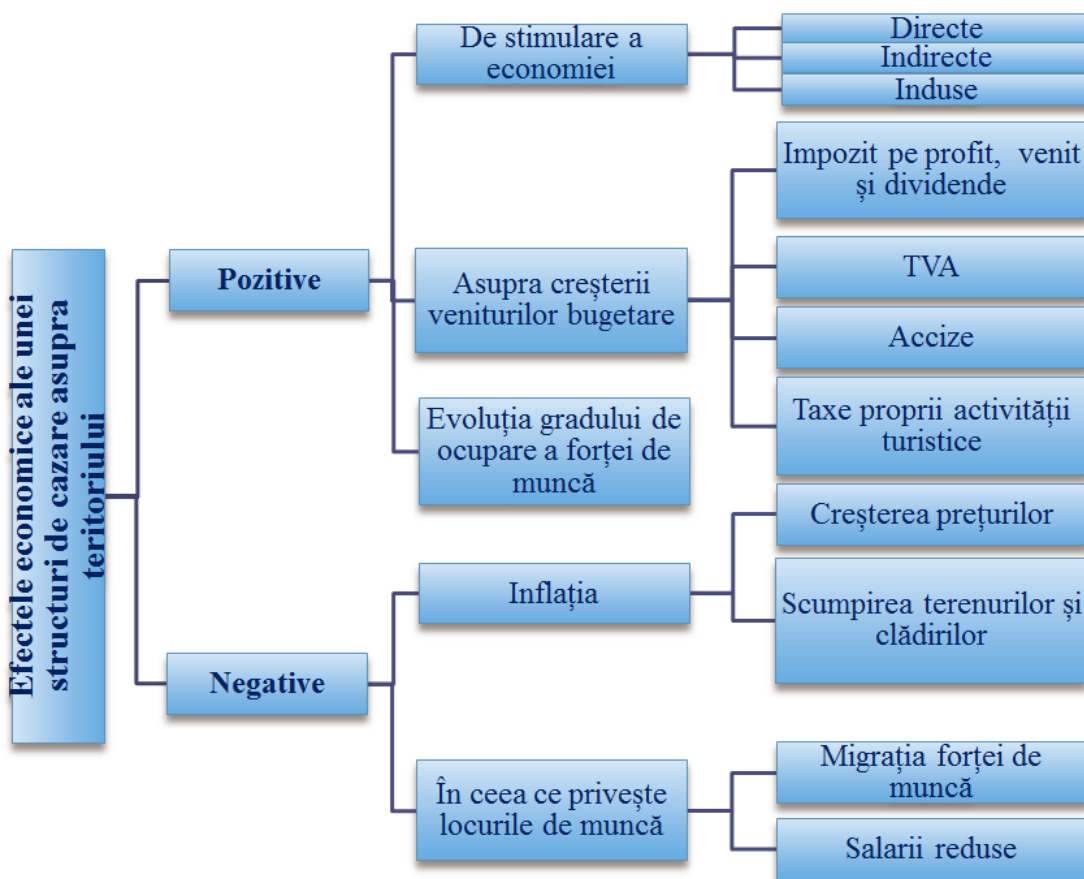 Efectele economice ale unei
structuri de cazare asupra
teritoriului
Pozitive
De stimulare a
economiei
Directe
Indirecte
Induse
Asupra creșterii
veniturilor bugetare
Impozit pe profit, venit
și dividende
TVA
Accize
Taxe proprii activității
turistice
Evoluția gradului de
ocupare a forței de
muncă
Negative
Inflația
Creșterea prețurilor
Scumpirea terenurilor și
clădirilor
În ceea ce privește
locurile de muncă
Migrația forței de
muncă
Salarii reduse